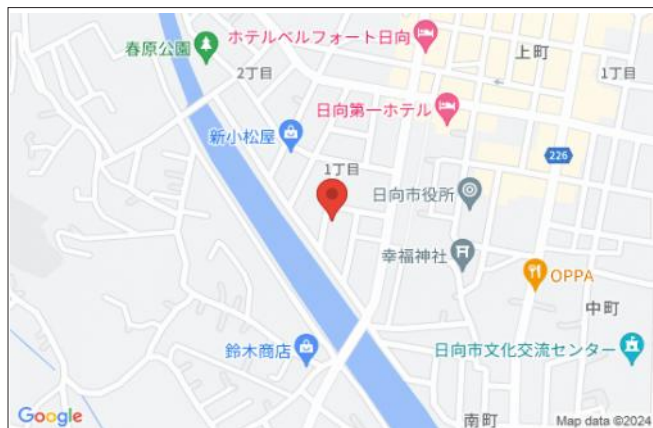 ホテルベルフォート日向
上町
春原公園
2丁目
1丁目
日向第一ホテル
新小松屋
226
1丁目
日向市役所
幸福神社
OPPA
中町
鈴木商店
日向市文化交流センター
Google
南町
Map data ©2024